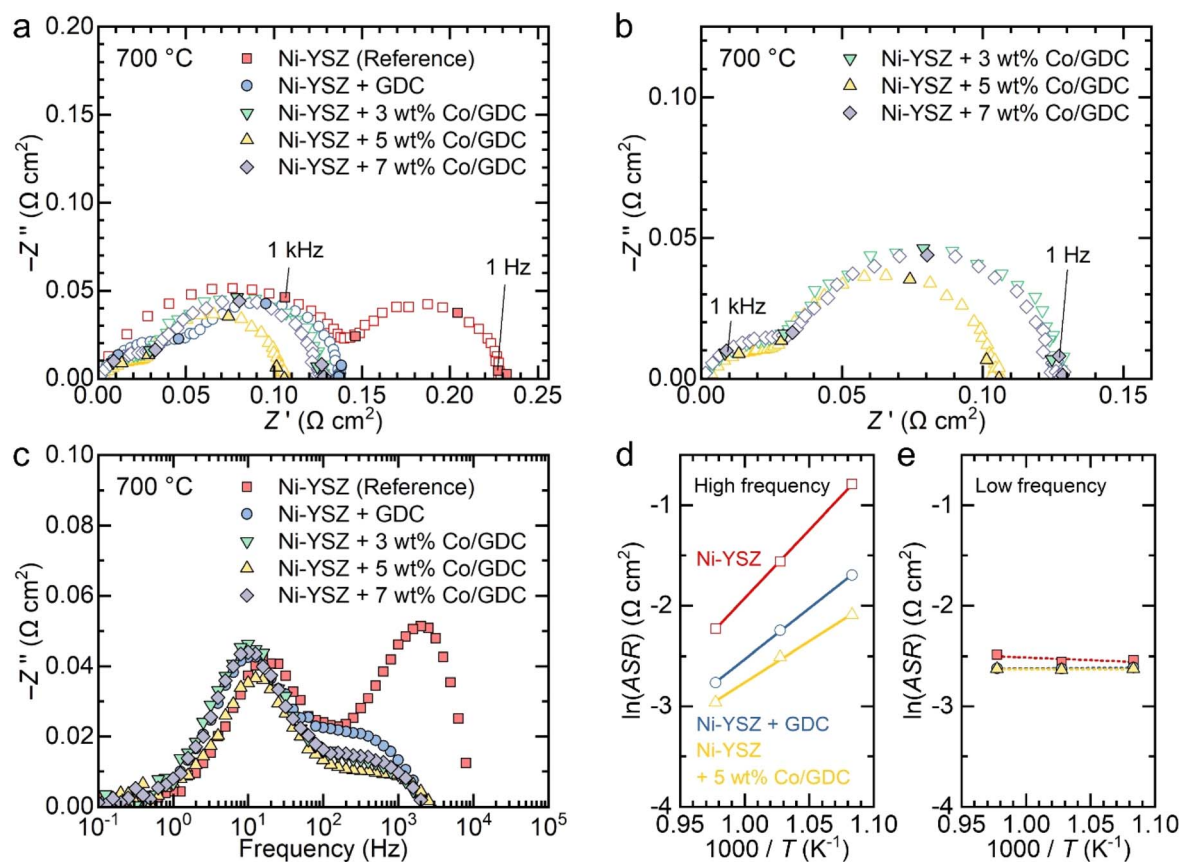 a
700 °C
Ni-YSZ (Reference)
Ni-YSZ + GDC
Ni-YSZ + 3 wt% Co/GDC
Ni-YSZ + 5 wt% Co/GDC
Ni-YSZ + 7 wt% Co/GDC
1 kHz
1 Hz
0.20
0.15
0.10
0.05
0.00
–Z″ (Ω cm²)
0.00 0.05 0.10 0.15 0.20 0.25
Z′ (Ω cm²)
b
700 °C
Ni-YSZ + 3 wt% Co/GDC
Ni-YSZ + 5 wt% Co/GDC
Ni-YSZ + 7 wt% Co/GDC
1 kHz
1 Hz
0.10
0.05
0.00
–Z″ (Ω cm²)
0.00 0.05 0.10 0.15
Z′ (Ω cm²)
c
700 °C
Ni-YSZ (Reference)
Ni-YSZ + GDC
Ni-YSZ + 3 wt% Co/GDC
Ni-YSZ + 5 wt% Co/GDC
Ni-YSZ + 7 wt% Co/GDC
0.10
0.08
0.06
0.04
0.02
0.00
–Z″ (Ω cm²)
10⁻¹ 10⁰ 10¹ 10² 10³ 10⁴ 10⁵
Frequency (Hz)
d
High frequency
Ni-YSZ
Ni-YSZ + GDC
Ni-YSZ
+ 5 wt% Co/GDC
-1
-2
-3
-4
ln(ASR) (Ω cm²)
0.95 1.00 1.05 1.10
1000 / T (K⁻¹)
e
Low frequency
-1
-2
-3
-4
ln(ASR) (Ω cm²)
0.95 1.00 1.05 1.10
1000 / T (K⁻¹)